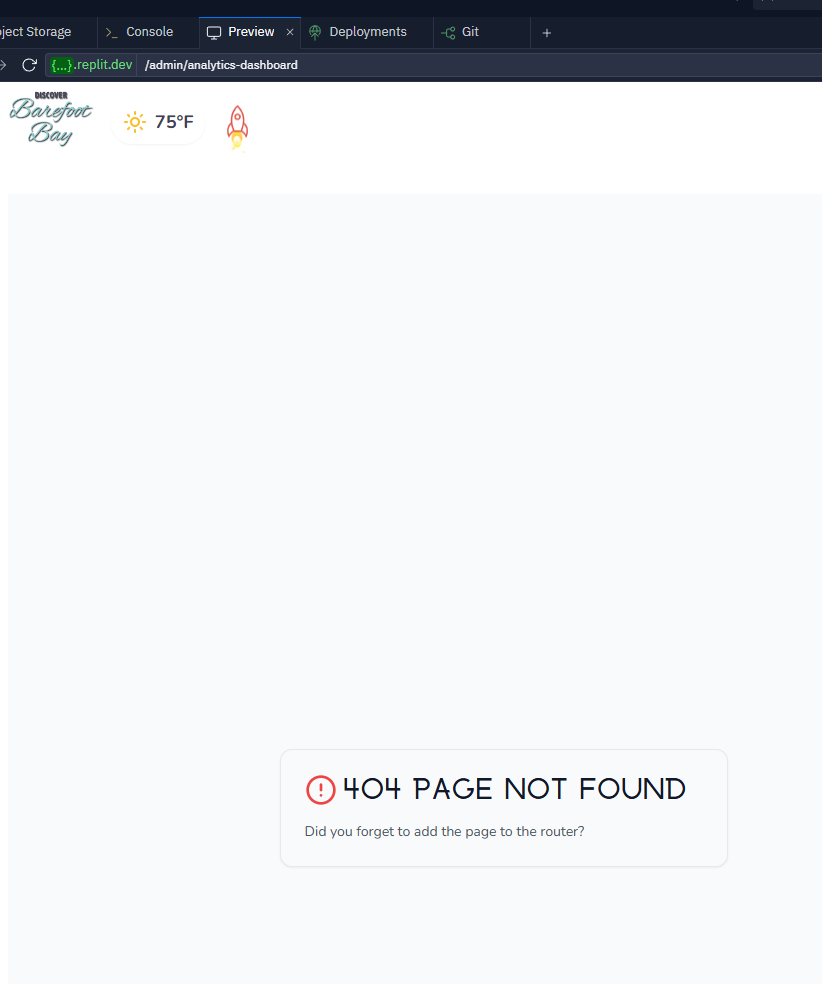 ject Storage
Console
Preview
Deployments
Git
{...}.replit.dev
/admin/analytics-dashboard
DISCOVER
Barefoot
Bay
75°F
404 PAGE NOT FOUND
Did you forget to add the page to the router?